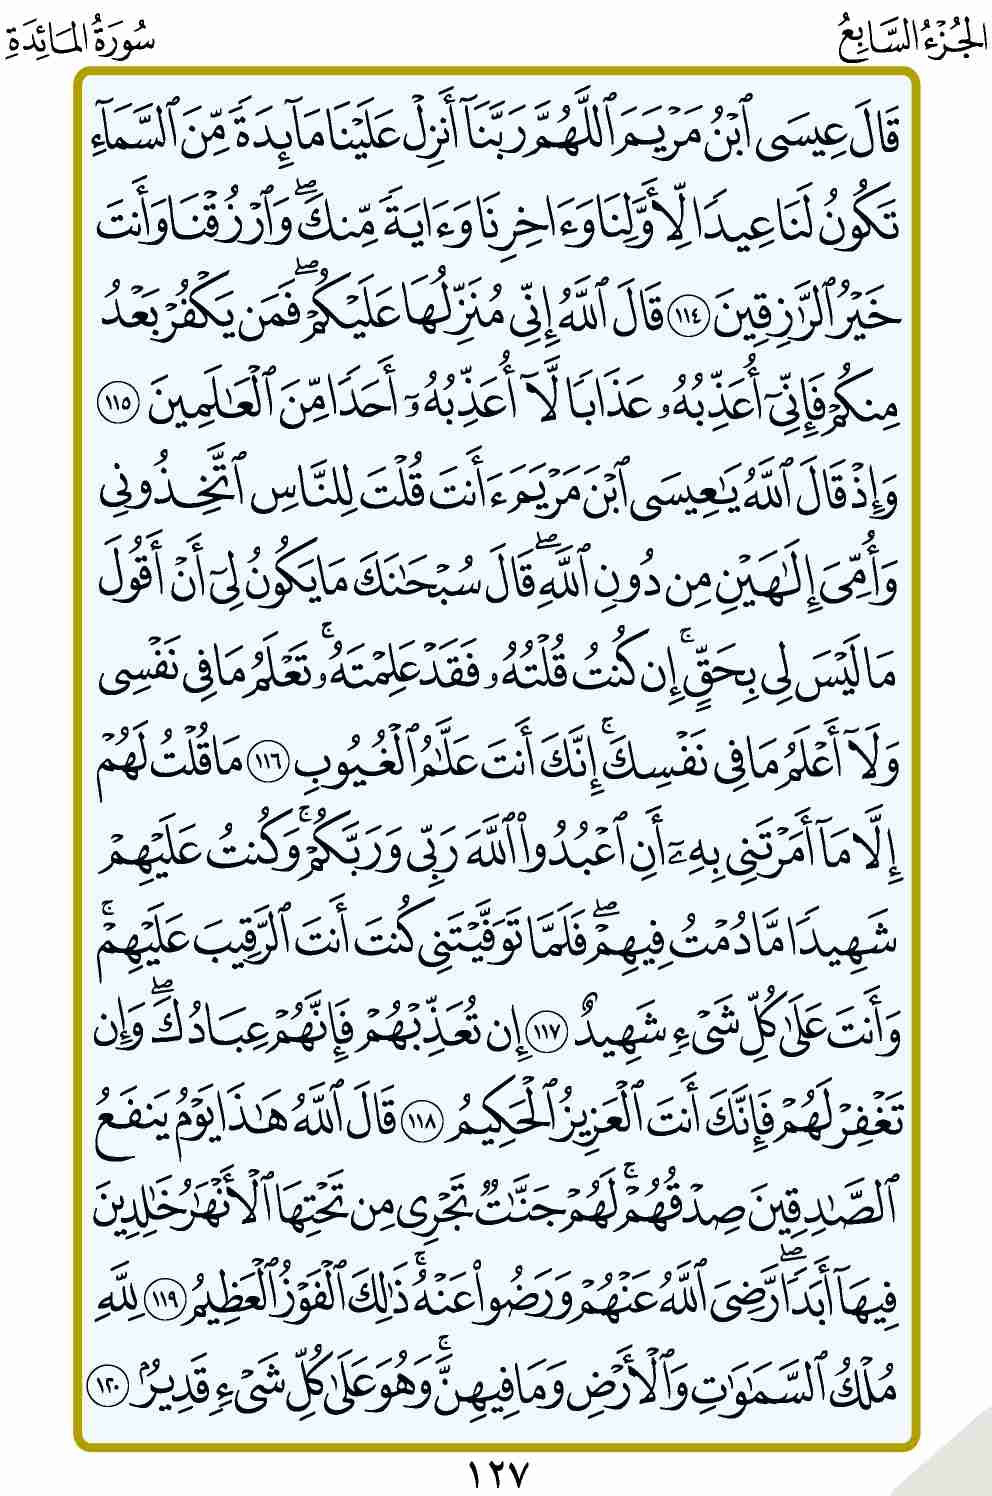 الجُزْءُ السَّابِعُ
سُورَةُ المَائِدَةِ
قَالَ عِيسَى ٱبْنُ مَرْيَمَ ٱللَّهُمَّ رَبَّنَآ أَنزِلْ عَلَيْنَا مَآئِدَةً مِّنَ ٱلسَّمَآءِ
تَكُونُ لَنَا عِيدًا لِّأَوَّلِنَا وَءَاخِرِنَا وَءَايَةً مِّنكَ ۖ وَٱرْزُقْنَا وَأَنتَ
خَيْرُ ٱلرَّٰزِقِينَ ١١٤ قَالَ ٱللَّهُ إِنِّى مُنَزِّلُهَا عَلَيْكُمْ ۖ فَمَن يَكْفُرْ بَعْدُ
مِنكُمْ فَإِنِّىٓ أُعَذِّبُهُۥ عَذَابًا لَّآ أُعَذِّبُهُۥٓ أَحَدًا مِّنَ ٱلْعَٰلَمِينَ ١١٥
وَإِذْ قَالَ ٱللَّهُ يَٰعِيسَى ٱبْنَ مَرْيَمَ ءَأَنتَ قُلْتَ لِلنَّاسِ ٱتَّخِذُونِى
وَأُمِّىَ إِلَٰهَيْنِ مِن دُونِ ٱللَّهِ ۖ قَالَ سُبْحَٰنَكَ مَا يَكُونُ لِىٓ أَنْ أَقُولَ
مَا لَيْسَ لِى بِحَقٍّ ۚ إِن كُنتُ قُلْتُهُۥ فَقَدْ عَلِمْتَهُۥ ۚ تَعْلَمُ مَا فِى نَفْسِى
وَلَآ أَعْلَمُ مَا فِى نَفْسِكَ ۚ إِنَّكَ أَنتَ عَلَّٰمُ ٱلْغُيُوبِ ١١٦ مَا قُلْتُ لَهُمْ
إِلَّا مَآ أَمَرْتَنِى بِهِۦٓ أَنِ ٱعْبُدُوا۟ ٱللَّهَ رَبِّى وَرَبَّكُمْ ۚ وَكُنتُ عَلَيْهِمْ
شَهِيدًا مَّا دُمْتُ فِيهِمْ ۖ فَلَمَّا تَوَفَّيْتَنِى كُنتَ أَنتَ ٱلرَّقِيبَ عَلَيْهِمْ ۚ
وَأَنتَ عَلَىٰ كُلِّ شَىْءٍ شَهِيدٌ ١١٧ إِن تُعَذِّبْهُمْ فَإِنَّهُمْ عِبَادُكَ ۖ وَإِن
تَغْفِرْ لَهُمْ فَإِنَّكَ أَنتَ ٱلْعَزِيزُ ٱلْحَكِيمُ ١١٨ قَالَ ٱللَّهُ هَٰذَا يَوْمُ يَنفَعُ
ٱلصَّٰدِقِينَ صِدْقُهُمْ ۚ لَهُمْ جَنَّٰتٌ تَجْرِى مِن تَحْتِهَا ٱلْأَنْهَٰرُ خَٰلِدِينَ
فِيهَآ أَبَدًا ۖ رَّضِىَ ٱللَّهُ عَنْهُمْ وَرَضُوا۟ عَنْهُ ۚ ذَٰلِكَ ٱلْفَوْزُ ٱلْعَظِيمُ ١١٩ لِلَّهِ
مُلْكُ ٱلسَّمَٰوَٰتِ وَٱلْأَرْضِ وَمَا فِيهِنَّ ۚ وَهُوَ عَلَىٰ كُلِّ شَىْءٍ قَدِيرٌۢ ١٢٠
١٢٧